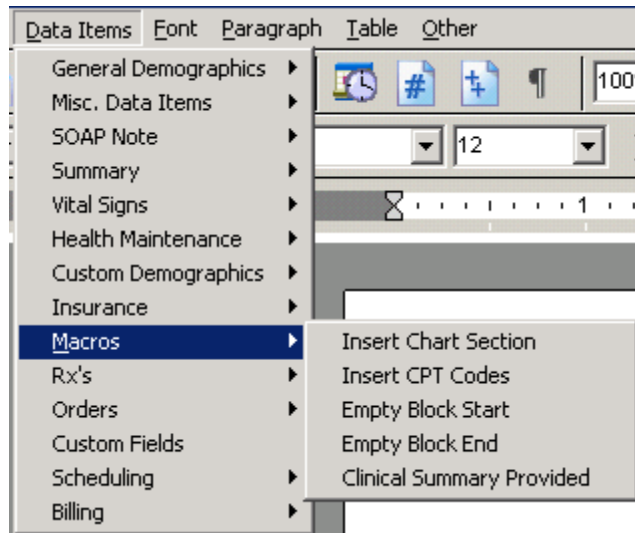 Data Items Font Paragraph Table Other
General Demographics
Misc. Data Items
# 100
SOAP Note
12
Summary
Vital Signs
1
Health Maintenance
Custom Demographics
Insurance
Macros
Insert Chart Section
Rx's
Insert CPT Codes
Orders
Empty Block Start
Custom Fields
Empty Block End
Scheduling
Clinical Summary Provided
Billing